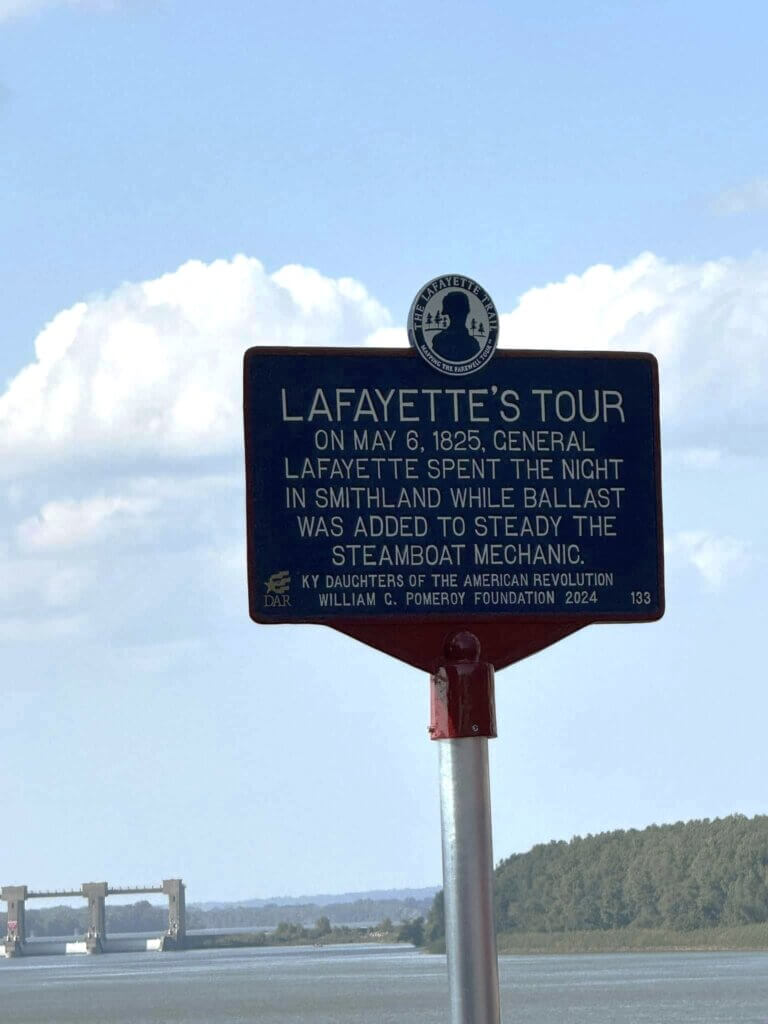 THE LAFAYETTE TRAIL
MAPPING THE FAREWELL TOUR
LAFAYETTE'S TOUR
ON MAY 6, 1825, GENERAL
LAFAYETTE SPENT THE NIGHT
IN SMITHLAND WHILE BALLAST
WAS ADDED TO STEADY THE
STEAMBOAT MECHANIC.
KY DAUGHTERS OF THE AMERICAN REVOLUTION
WILLIAM G. POMEROY FOUNDATION 2024
133
DAR